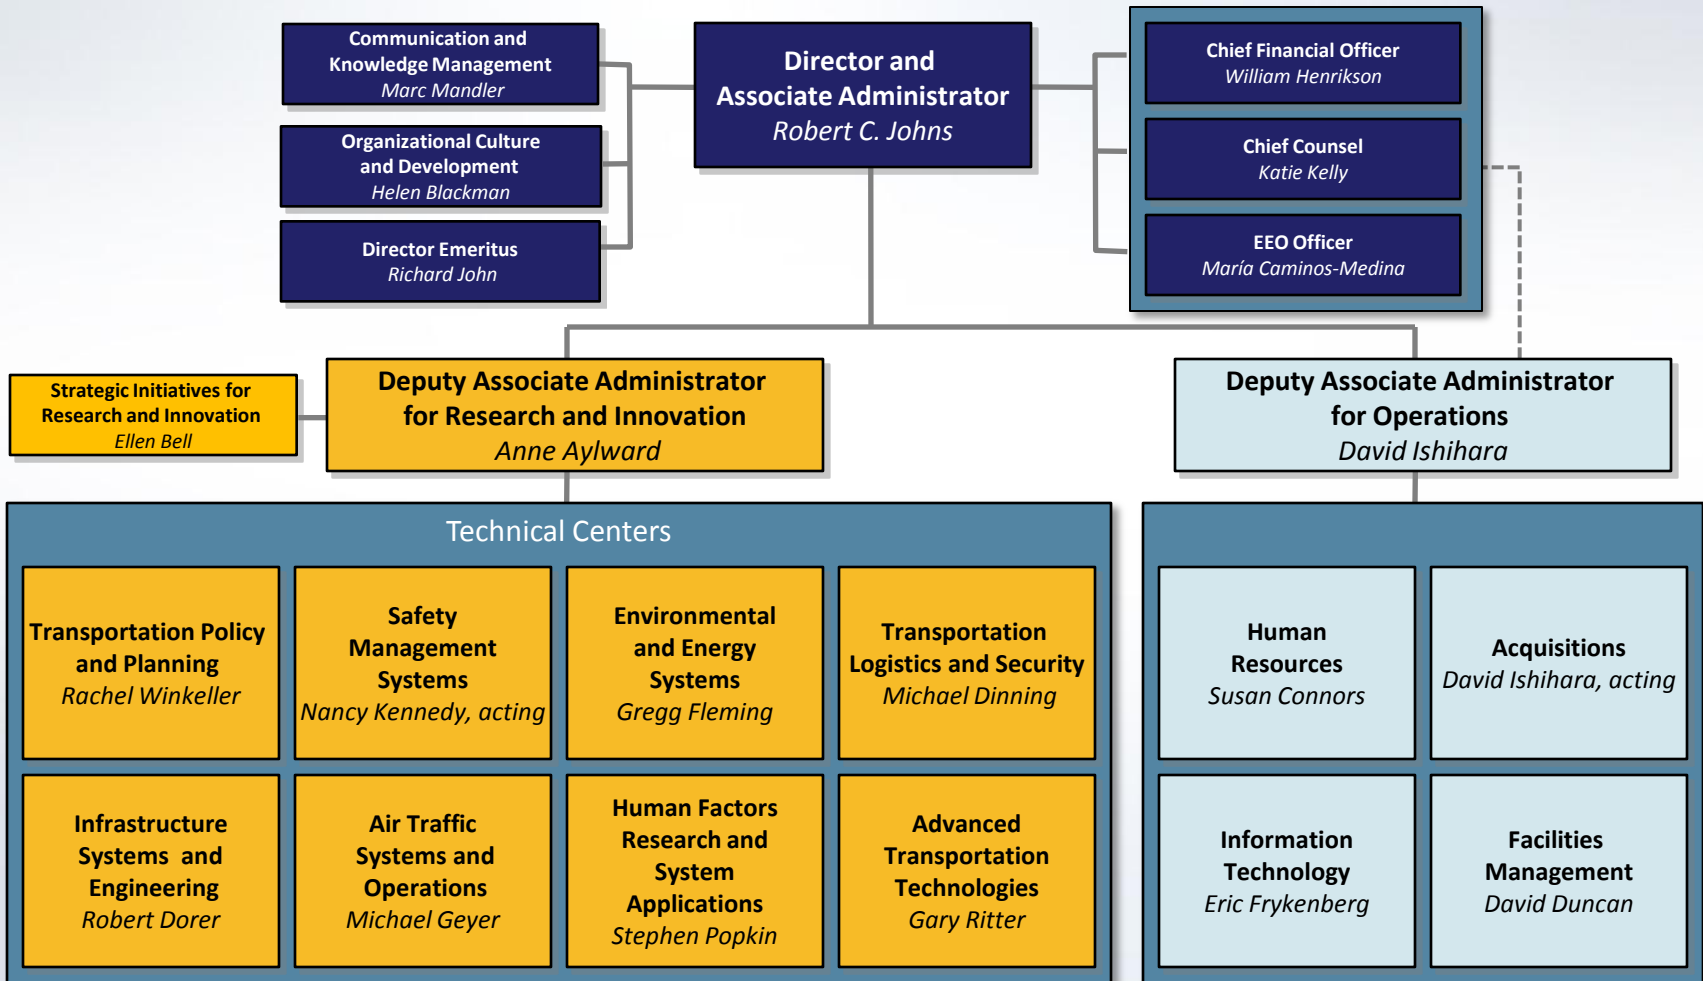 Communication and
Knowledge Management
Marc Mandler
Organizational Culture
and Development
Helen Blackman
Director Emeritus
Richard John
Director and
Associate Administrator
Robert C. Johns
Chief Financial Officer
William Henrikson
Chief Counsel
Katie Kelly
EEO Officer
María Caminos-Medina
Strategic Initiatives for
Research and Innovation
Ellen Bell
Deputy Associate Administrator
for Research and Innovation
Anne Aylward
Deputy Associate Administrator
for Operations
David Ishihara
Technical Centers
Transportation Policy
and Planning
Rachel Winkeller
Safety
Management
Systems
Nancy Kennedy, acting
Environmental
and Energy
Systems
Gregg Fleming
Transportation
Logistics and Security
Michael Dinning
Infrastructure
Systems and
Engineering
Robert Dorer
Air Traffic
Systems and
Operations
Michael Geyer
Human Factors
Research and
System
Applications
Stephen Popkin
Advanced
Transportation
Technologies
Gary Ritter
Human
Resources
Susan Connors
Acquisitions
David Ishihara, acting
Information
Technology
Eric Frykenberg
Facilities
Management
David Duncan